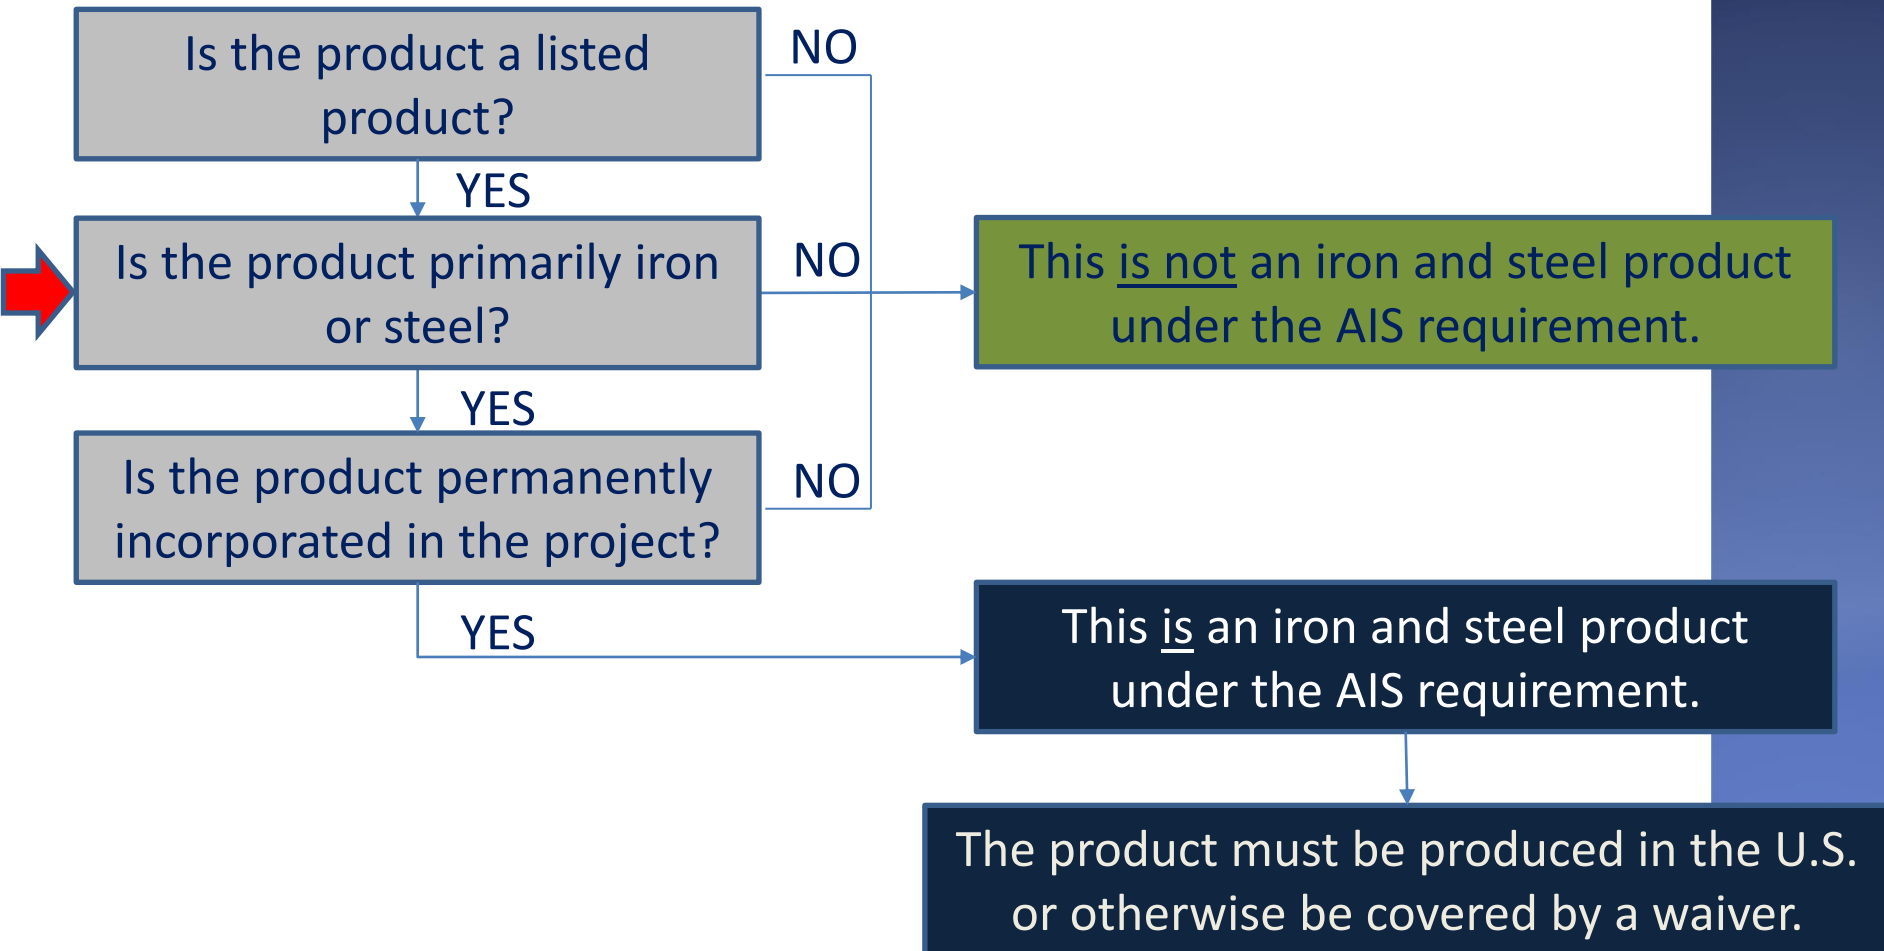 Is the product a listed
product?
NO
YES
Is the product primarily iron
or steel?
NO
This is not an iron and steel product
under the AIS requirement.
YES
Is the product permanently
incorporated in the project?
NO
YES
This is an iron and steel product
under the AIS requirement.
The product must be produced in the U.S.
or otherwise be covered by a waiver.